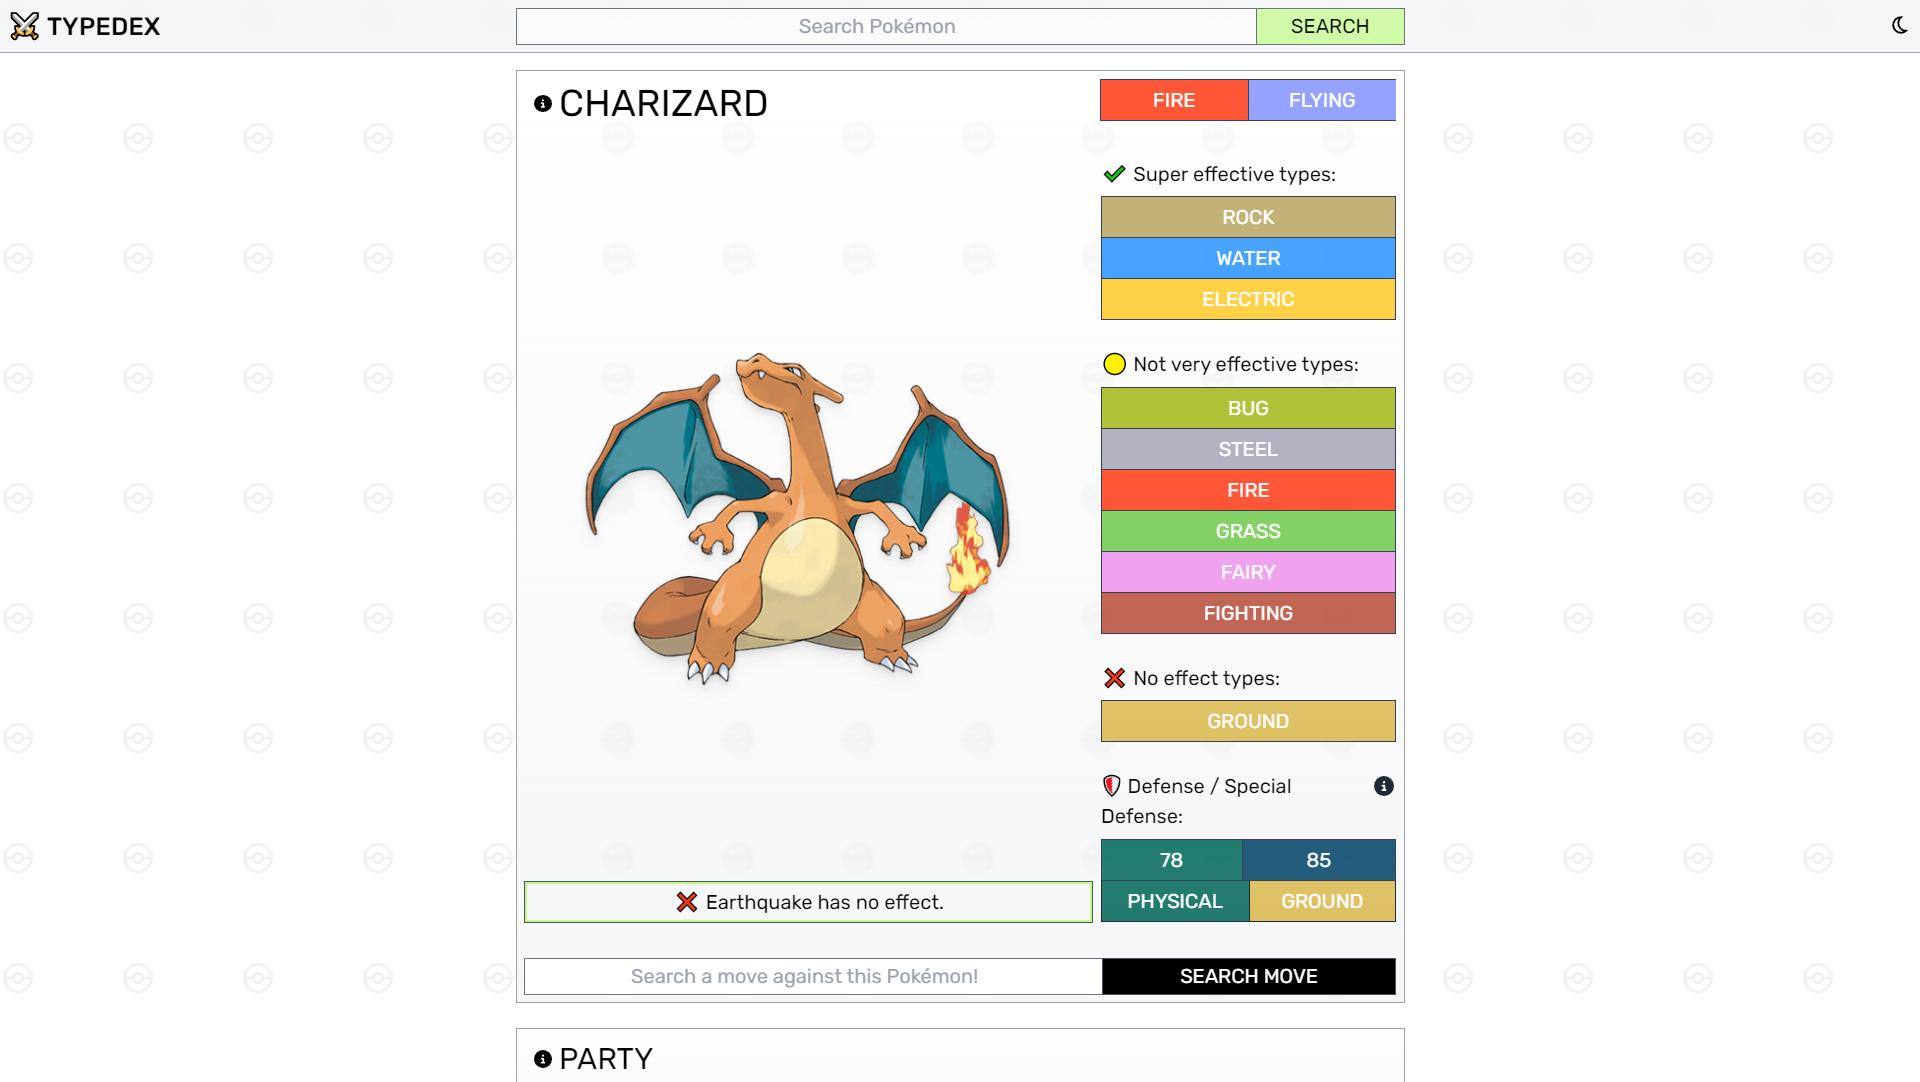 TYPEDEX
Search Pokémon
SEARCH
CHARIZARD
FIRE
FLYING
Super effective types:
ROCK
WATER
ELECTRIC
Not very effective types:
BUG
STEEL
FIRE
GRASS
FAIRY
FIGHTING
No effect types:
GROUND
Defense / Special
Defense:
78
85
PHYSICAL
GROUND
Earthquake has no effect.
Search a move against this Pokémon!
SEARCH MOVE
PARTY